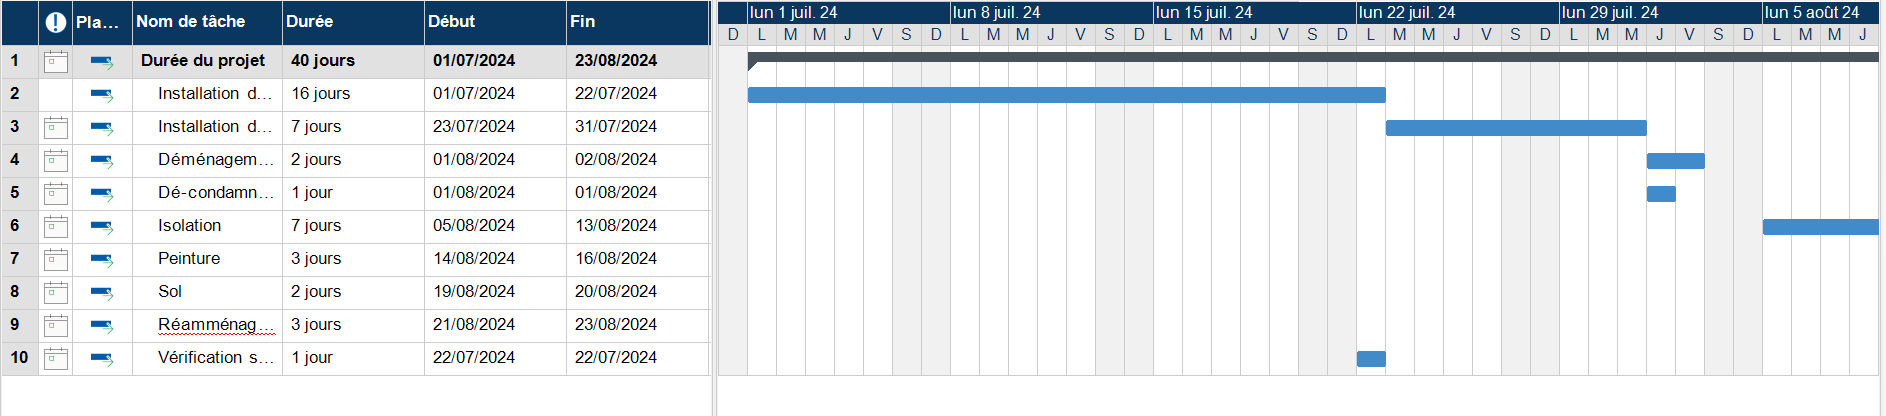 Pla... Nom de tâche Durée Début Fin
lun 1 juil. 24 lun 8 juil. 24 lun 15 juil. 24 lun 22 juil. 24 lun 29 juil. 24 lun 5 août 24
D L M M J V S D L M M J V S D L M M J V S D L M M J V S D L M M J V S D L M M J
1 Durée du projet 40 jours 01/07/2024 23/08/2024
2 Installation d... 16 jours 01/07/2024 22/07/2024
3 Installation d... 7 jours 23/07/2024 31/07/2024
4 Déménagem... 2 jours 01/08/2024 02/08/2024
5 Dé-condamn... 1 jour 01/08/2024 01/08/2024
6 Isolation 7 jours 05/08/2024 13/08/2024
7 Peinture 3 jours 14/08/2024 16/08/2024
8 Sol 2 jours 19/08/2024 20/08/2024
9 Réamménag... 3 jours 21/08/2024 23/08/2024
10 Vérification s... 1 jour 22/07/2024 22/07/2024